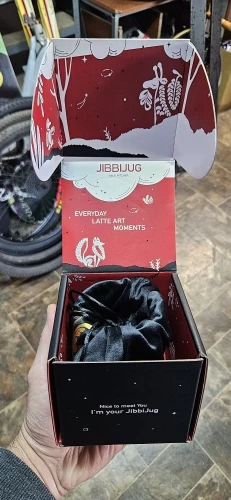 JIBBIJUG
EVERYDAY
LATTE ART
MOMENTS
Nice to meet You
I'm your JibbiJug